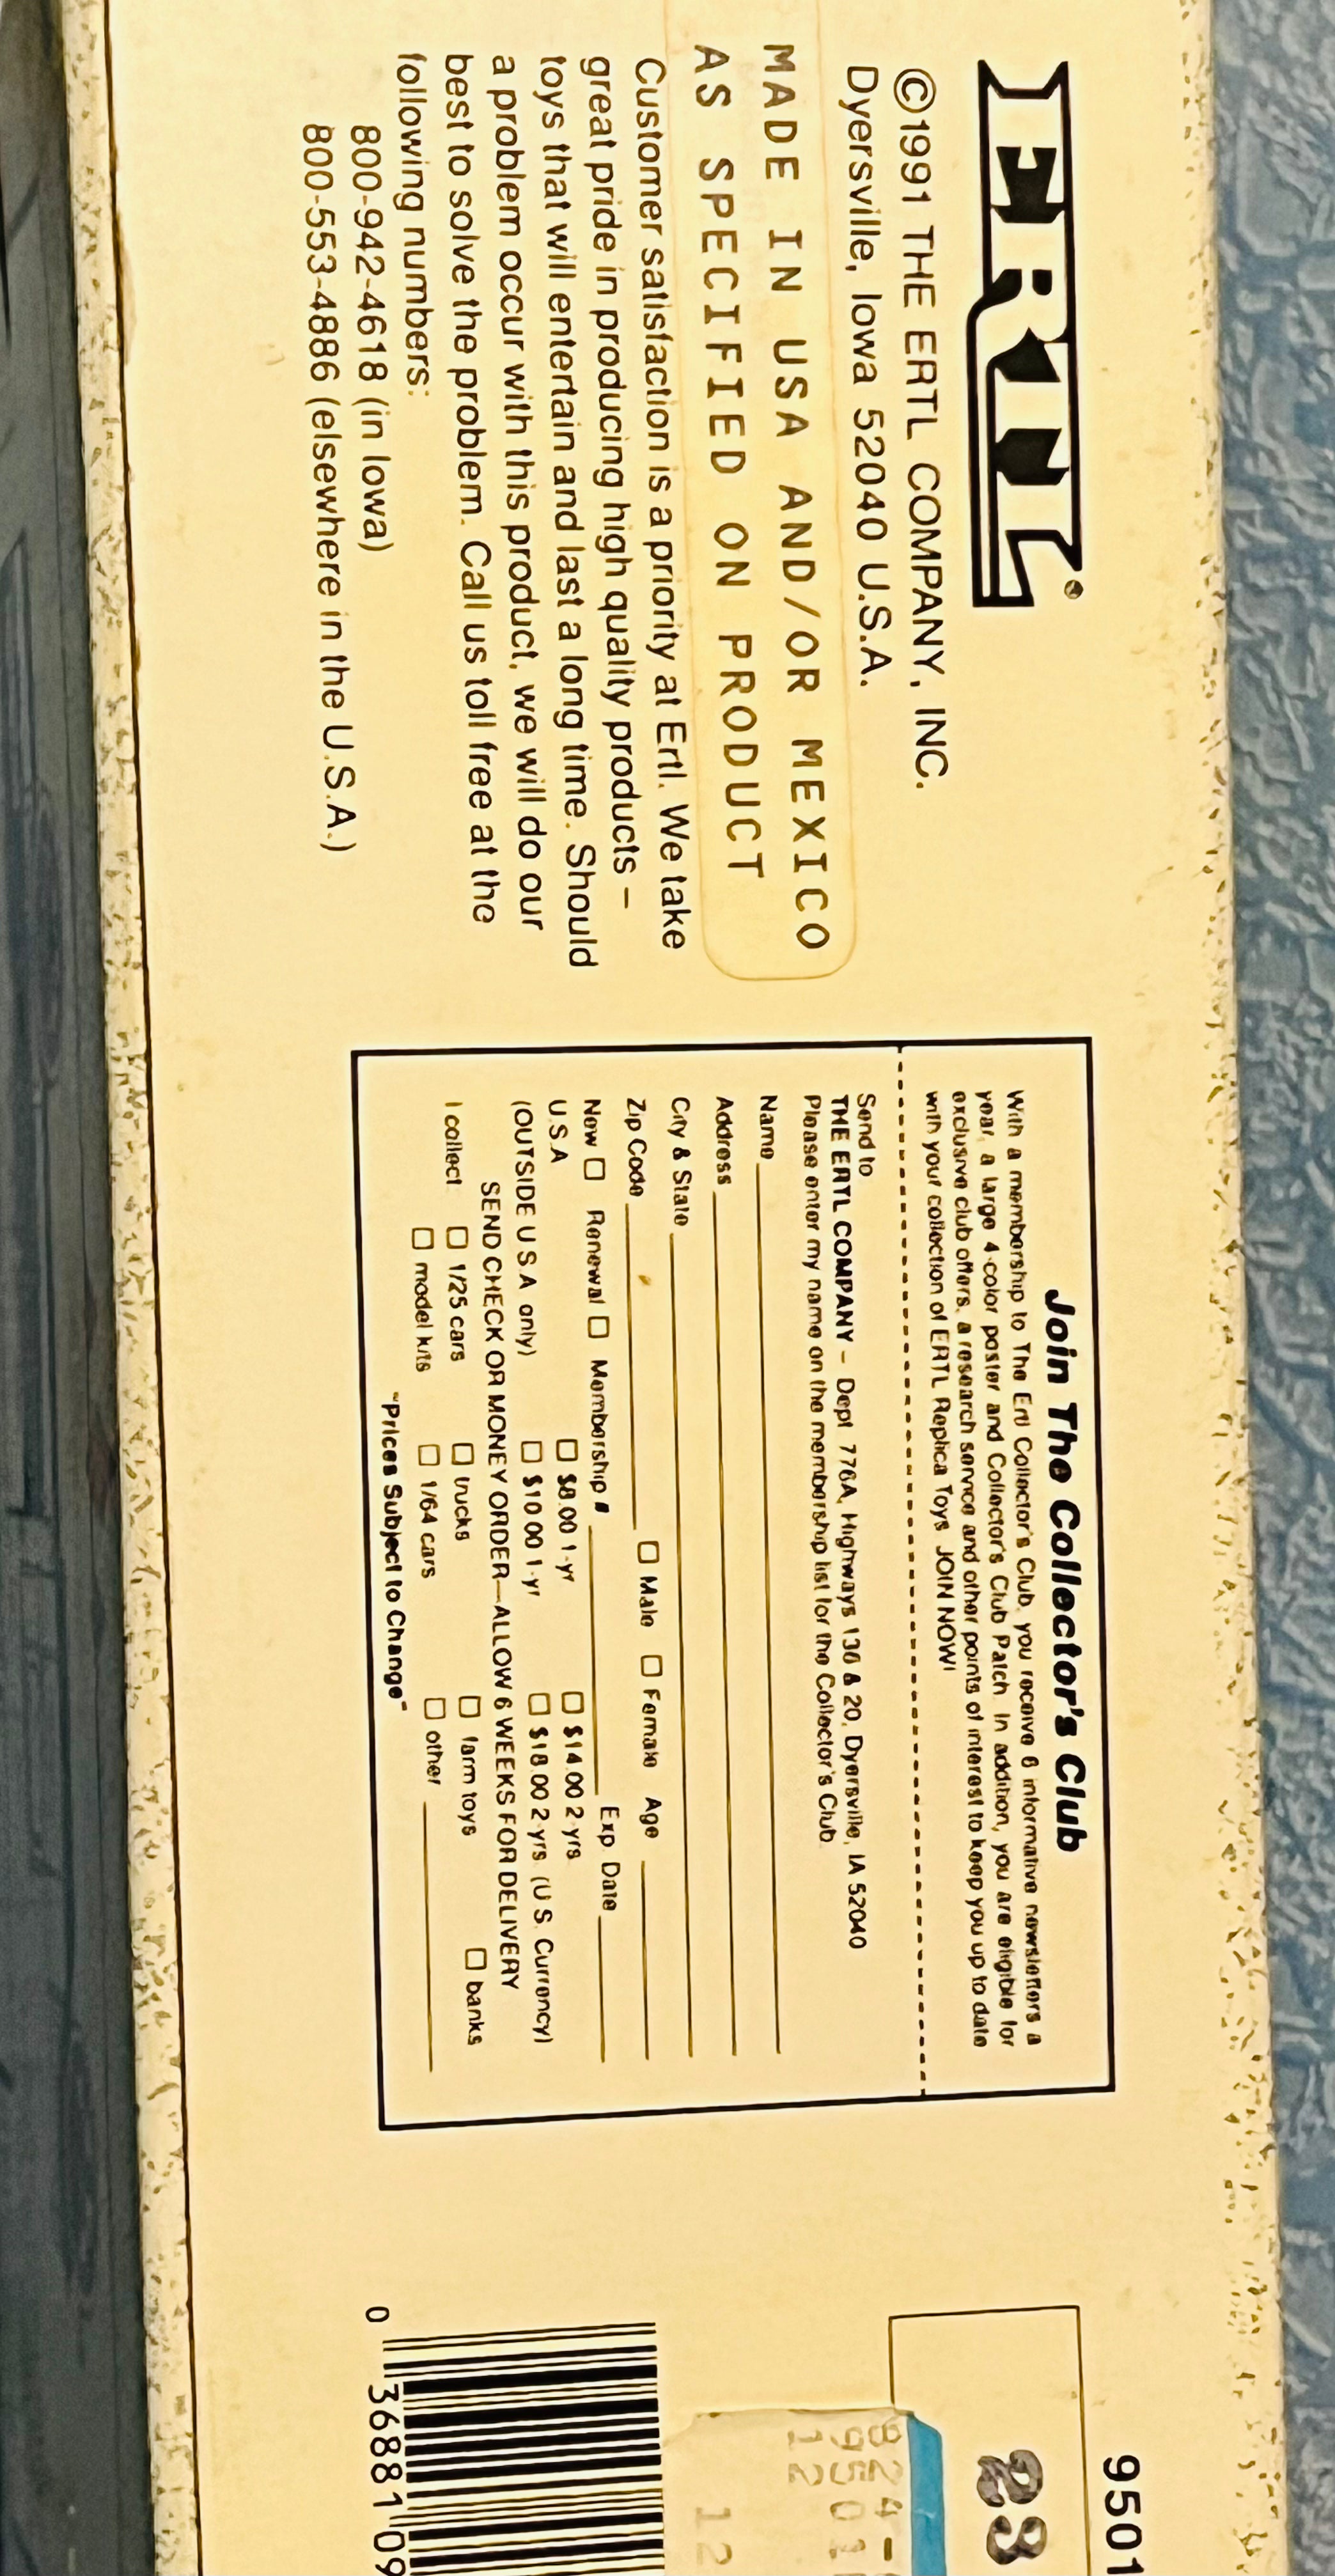 ERTL®
©1991 THE ERTL COMPANY, INC.
Dyersville, Iowa 52040 U.S.A.
MADE IN USA AND/OR MEXICO
AS SPECIFIED ON PRODUCT
Customer satisfaction is a priority at Ertl. We take
great pride in producing high quality products –
toys that will entertain and last a long time. Should
a problem occur with this product, we will do our
best to solve the problem. Call us toll free at the
following numbers:
800-942-4618 (in Iowa)
800-553-4886 (elsewhere in the U.S.A.)
Join The Collector's Club
With a membership to The Ertl Collector's Club, you receive 6 informative newsletters a
year, a large 4-color poster and Collector's Club Patch. In addition, you are eligible for
exclusive club offers, a research service and other points of interest to keep you up to date
with your collection of ERTL Replica Toys JOIN NOW!
Send to
THE ERTL COMPANY – Dept 776A, Highways 136 & 20, Dyersville, IA 52040
Please enter my name on the membership list for the Collector's Club
Name
Address
City & State
Zip Code Male Female Age
New Renewal Membership # Exp. Date
U.S.A $8.00 1-yr $14.00 2-yrs
(OUTSIDE U S A only) $10 00 1-yr $18 00 2-yrs (U S. Currency)
SEND CHECK OR MONEY ORDER—ALLOW 6 WEEKS FOR DELIVERY
I collect 1/25 cars trucks farm toys banks
model kits 1/64 cars other
"Prices Subject to Change"
9501
23
824-
9501
12
12
0 36881 09